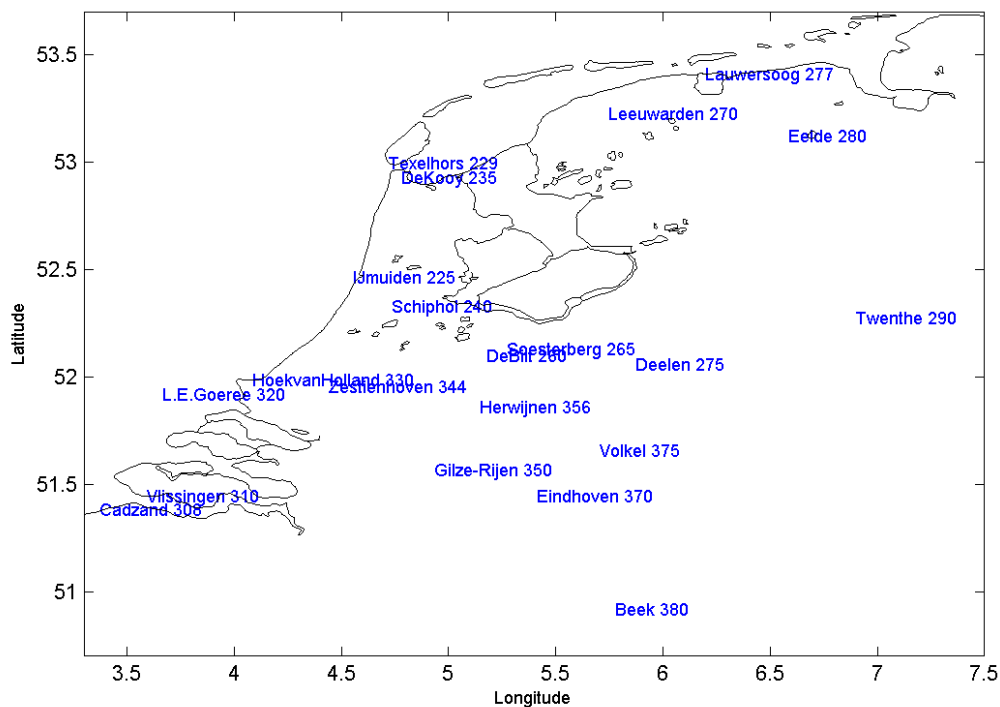 53.5
53
52.5
52
51.5
51
Latitude
Lauwersoog 277
Leeuwarden 270
Eelde 280
Texelhors 229
DeKooy 235
IJmuiden 225
Schiphol 240
Twenthe 290
Soesterberg 265
DeBilt 260
Deelen 275
HoekvanHolland 330
Zestienhoven 344
L.E.Goeree 320
Herwijnen 356
Volkel 375
Gilze-Rijen 350
Vlissingen 310
Eindhoven 370
Cadzand 308
Beek 380
3.5 4 4.5 5 5.5 6 6.5 7 7.5
Longitude